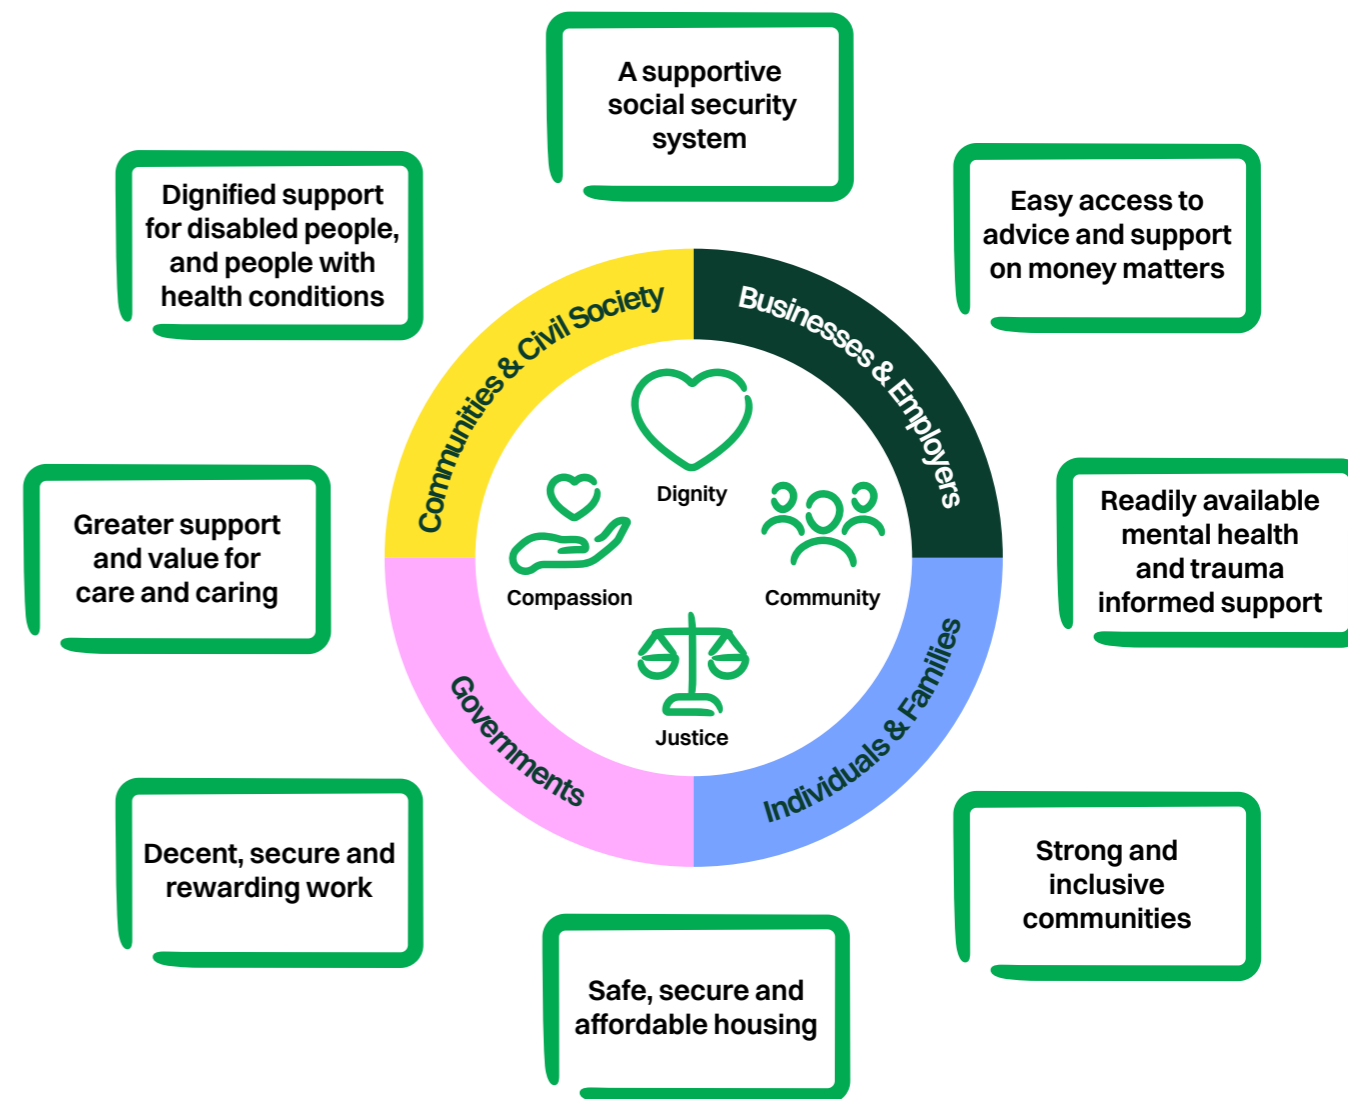 A supportive
social security
system
Easy access to
advice and support
on money matters
Readily available
mental health
and trauma
informed support
Strong and
inclusive
communities
Safe, secure and
affordable housing
Decent, secure and
rewarding work
Greater support
and value for
care and caring
Dignified support
for disabled people,
and people with
health conditions
Communities & Civil Society
Businesses & Employers
Individuals & Families
Governments
Dignity
Compassion
Community
Justice